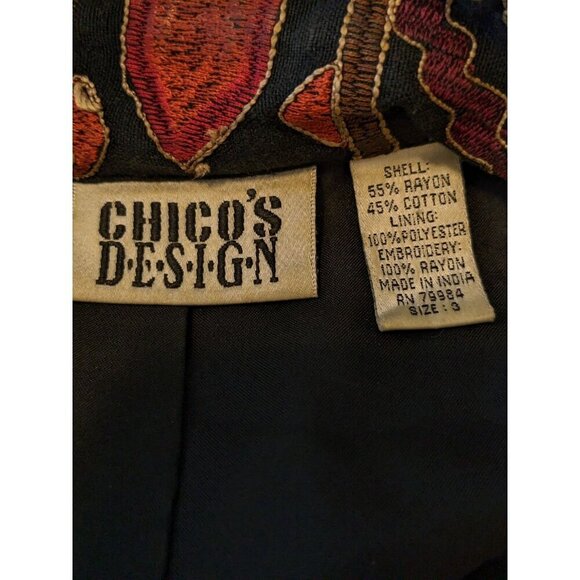 CHICO'S
D·E·S·I·G·N
SHELL:
55% RAYON
45% COTTON
LINING:
100%POLYESTER
EMBROIDERY:
100% RAYON
MADE IN INDIA
RN 79984
SIZE : 3